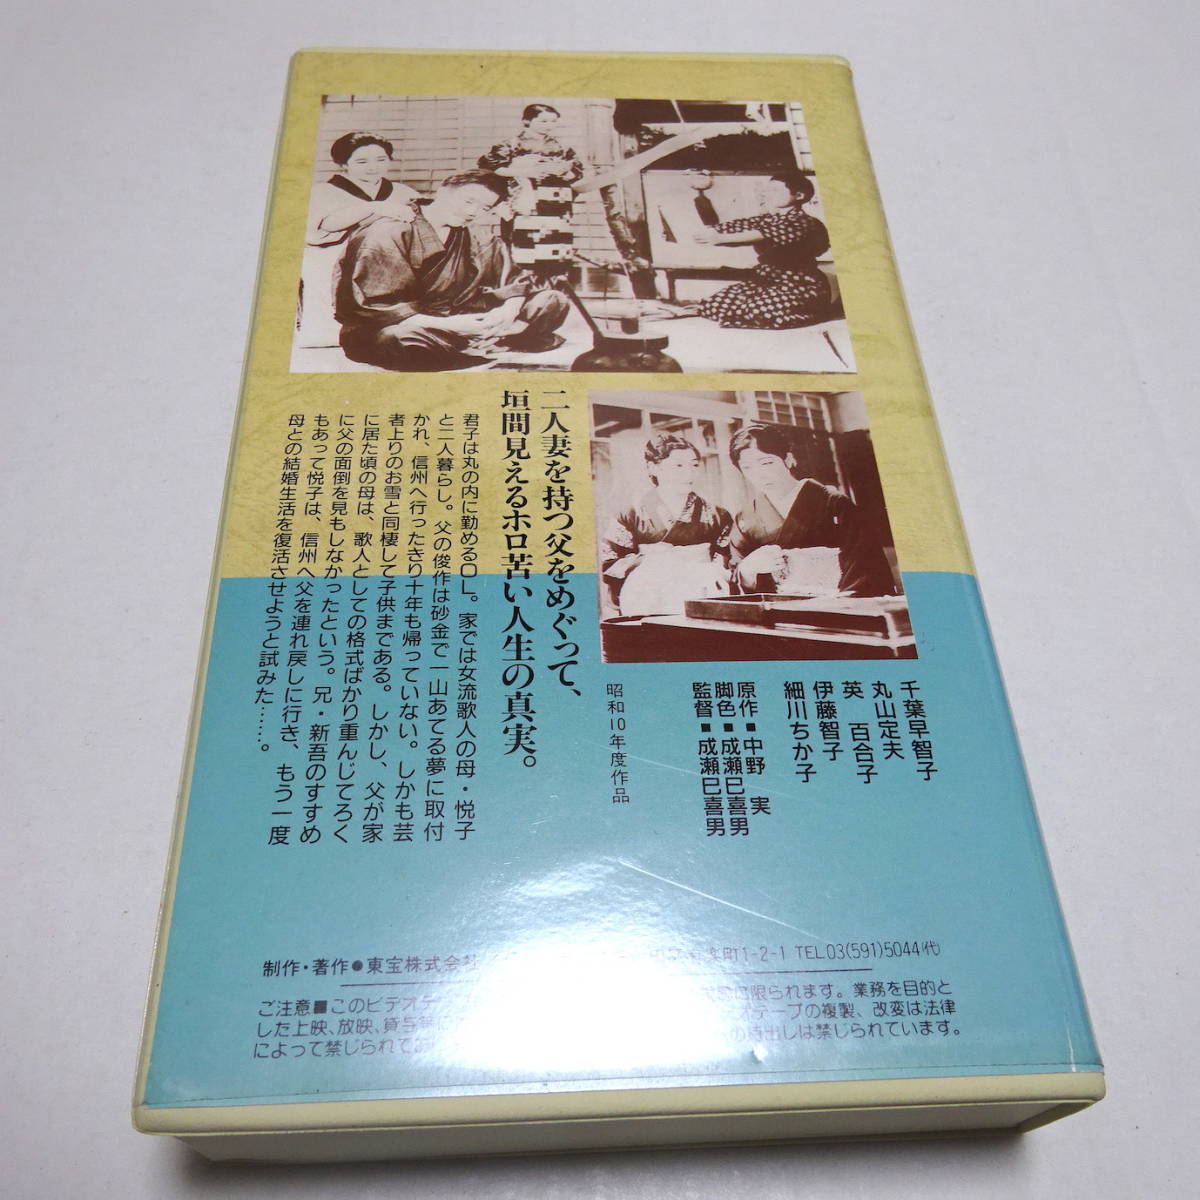 二人妻を持つ父をめぐって、
垣間見えるホロ苦い人生の真実。
君子は丸の内に勤めるOL。家では女流歌人の母・悦子
と二人暮らし。父の俊作は砂金で一山あてる夢に取付
かれ、信州へ行ったきり十年も帰っていない。しかも芸
者上りのお雪と同棲して子供まである。しかし、父が家
に居た頃の母は、歌人としての格式ばかり重んじてろく
に父の面倒を見もしなかったという。兄・新吾のすすめ
もあって悦子は、信州へ父を連れ戻しに行き、もう一度
母との結婚生活を復活させようと試みた……。
千葉早智子
丸山定夫
英　百合子
伊藤智子
細川ちか子
原作■中野　実
脚色■成瀬巳喜男
監督■成瀬巳喜男
昭和10年度作品
制作・著作●東宝株式会社 町1-2-1 TEL03(591)5044(代)
ご注意■このビデオテ に限られます。業務を目的と
した上映、放映、貸与等 オテープの複製、改変は法律
によって禁じられてお は禁じられています。